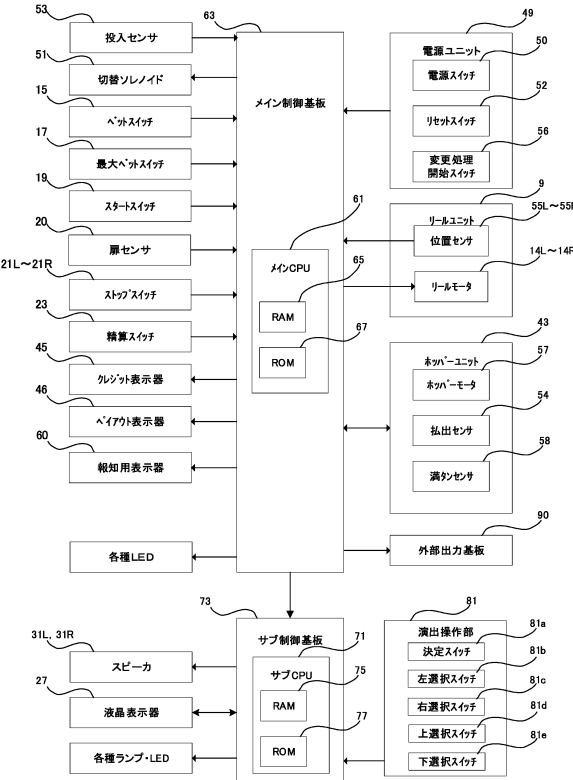 53
投入センサ
51
切替ソレノイド
15
ベットスイッチ
17
最大ベットスイッチ
19
スタートスイッチ
20
扉センサ
21L～21R
ストップスイッチ
23
精算スイッチ
45
クレジット表示器
46
ペイアウト表示器
60
報知用表示器
各種LED
63
メイン制御基板
61
メインCPU
65
RAM
67
ROM
49
電源ユニット
50
電源スイッチ
52
リセットスイッチ
56
変更処理
開始スイッチ
9
リールユニット
55L～55R
位置センサ
14L～14R
リールモータ
43
ホッパーユニット
57
ホッパーモータ
54
払出センサ
58
満タンセンサ
90
外部出力基板
73
サブ制御基板
71
サブCPU
75
RAM
77
ROM
31L, 31R
スピーカ
27
液晶表示器
各種ランプ・LED
81
演出操作部
81a
決定スイッチ
81b
左選択スイッチ
81c
右選択スイッチ
81d
上選択スイッチ
81e
下選択スイッチ